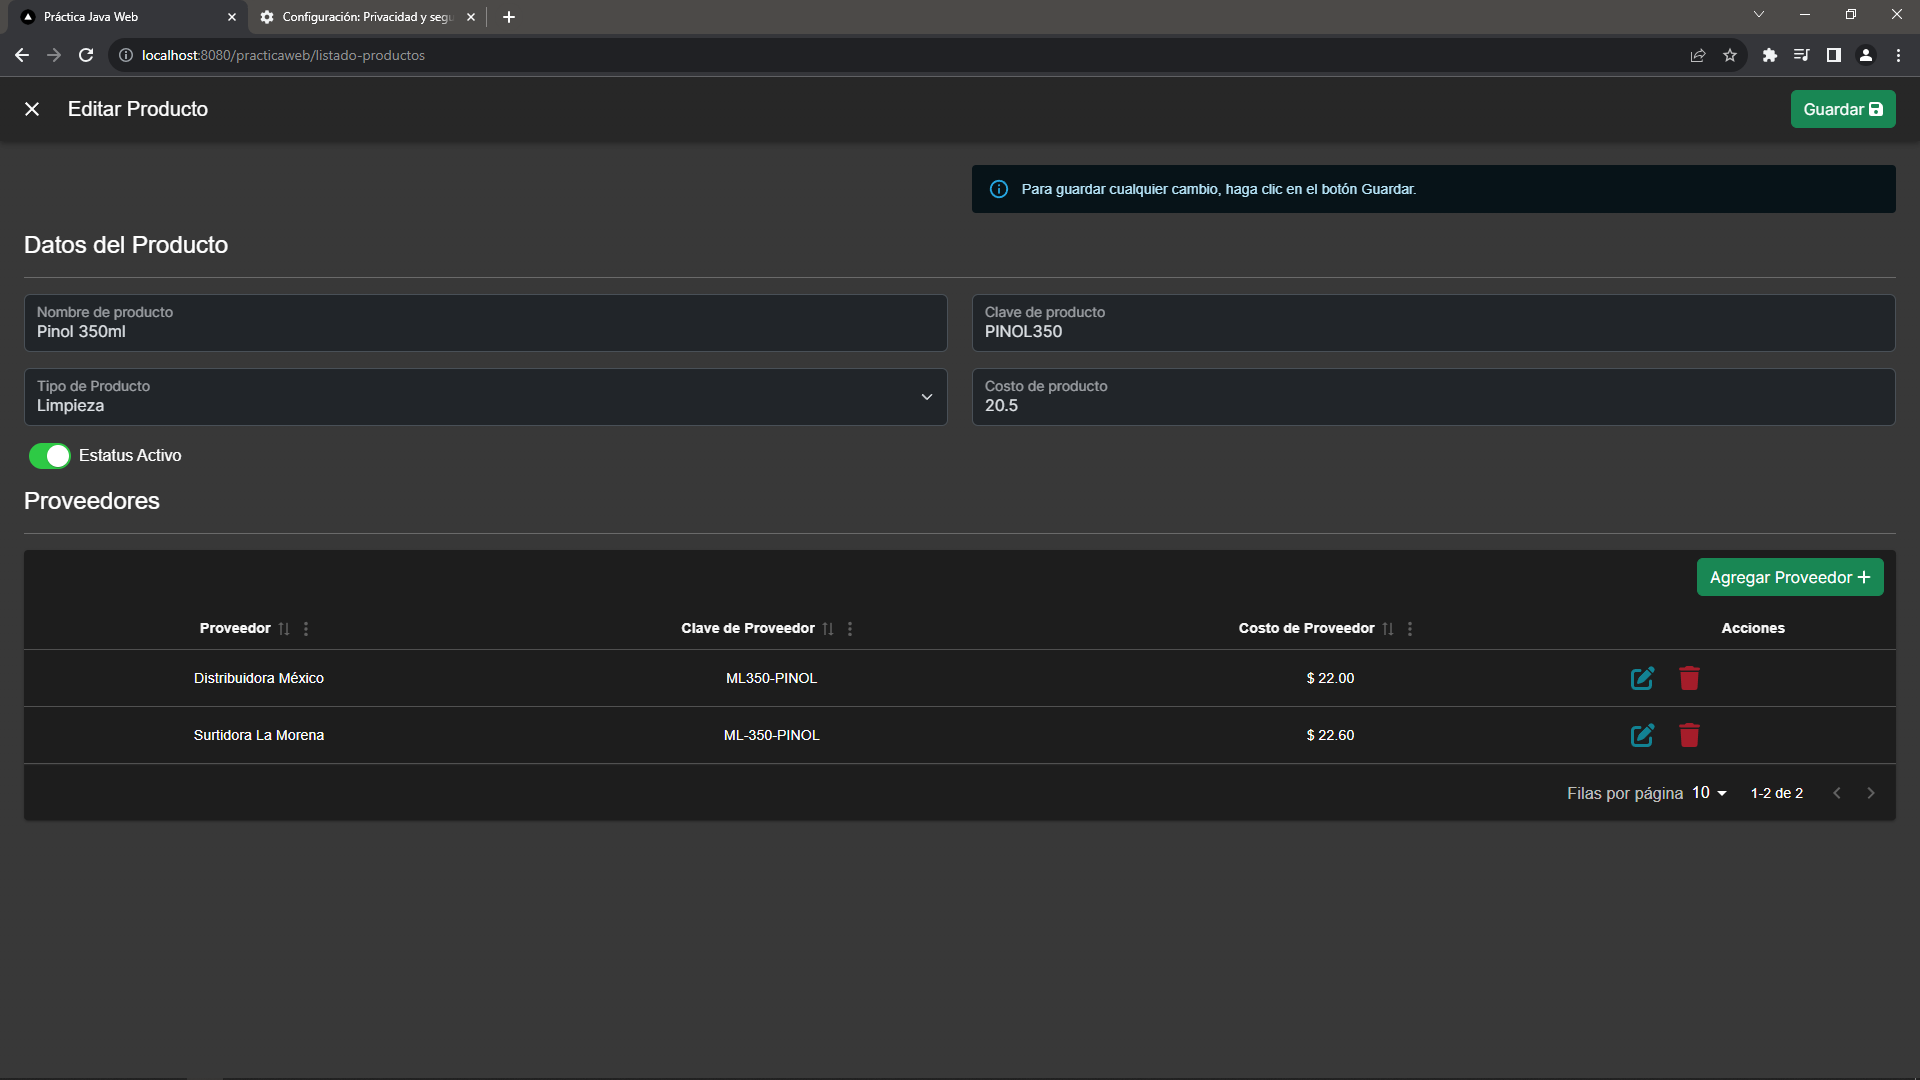 Práctica Java Web
Configuración: Privacidad y segu
localhost:8080/practicaweb/listado-productos
Editar Producto
Guardar
Para guardar cualquier cambio, haga clic en el botón Guardar.
Datos del Producto
Nombre de producto
Pinol 350ml
Clave de producto
PINOL350
Tipo de Producto
Limpieza
Costo de producto
20.5
Estatus Activo
Proveedores
Agregar Proveedor
Proveedor Clave de Proveedor Costo de Proveedor Acciones
Distribuidora México ML350-PINOL $ 22.00
Surtidora La Morena ML-350-PINOL $ 22.60
Filas por página 10 1-2 de 2